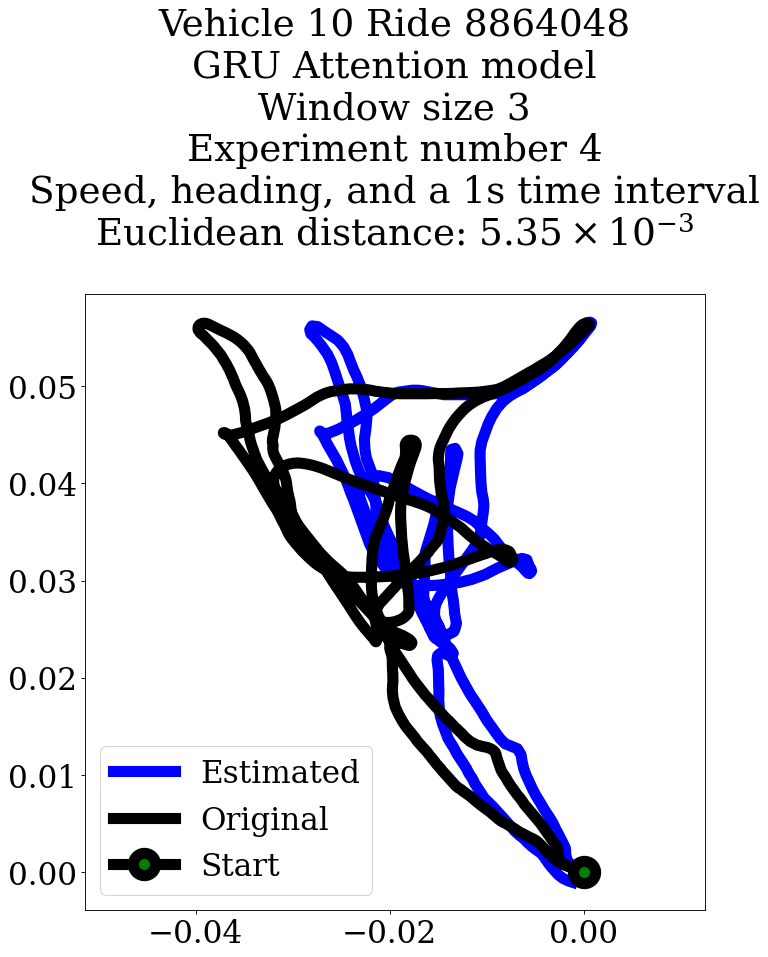 Vehicle 10 Ride 8864048
GRU Attention model
Window size 3
Experiment number 4
Speed, heading, and a 1s time interval
Euclidean distance: 5.35 × 10⁻³
0.05
0.04
0.03
0.02
0.01
0.00
Estimated
Original
Start
−0.04 −0.02 0.00